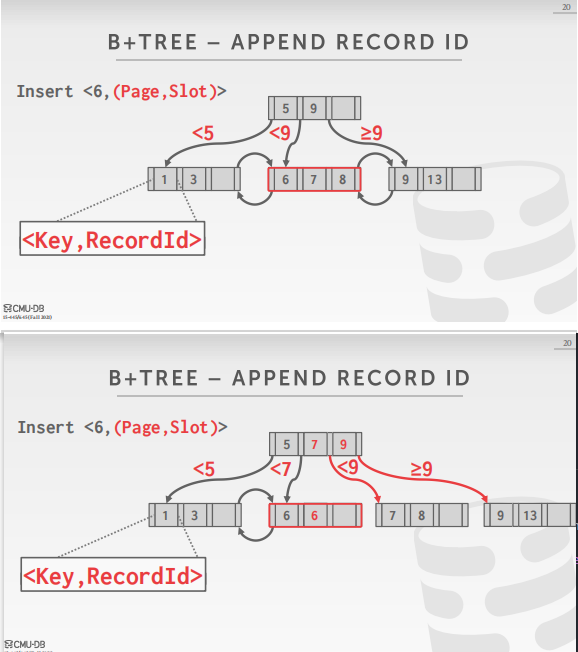 20
B+TREE – APPEND RECORD ID
Insert <6,(Page,Slot)>
5 9
<5 <9 ≥9
1 3 6 7 8 9 13
<Key,RecordId>
CMU-DB
15-445/645 (Fall 2020)
20
B+TREE – APPEND RECORD ID
Insert <6,(Page,Slot)>
5 7 9
<5 <7 <9 ≥9
1 3 6 6 7 8 9 13
<Key,RecordId>
CMU-DB